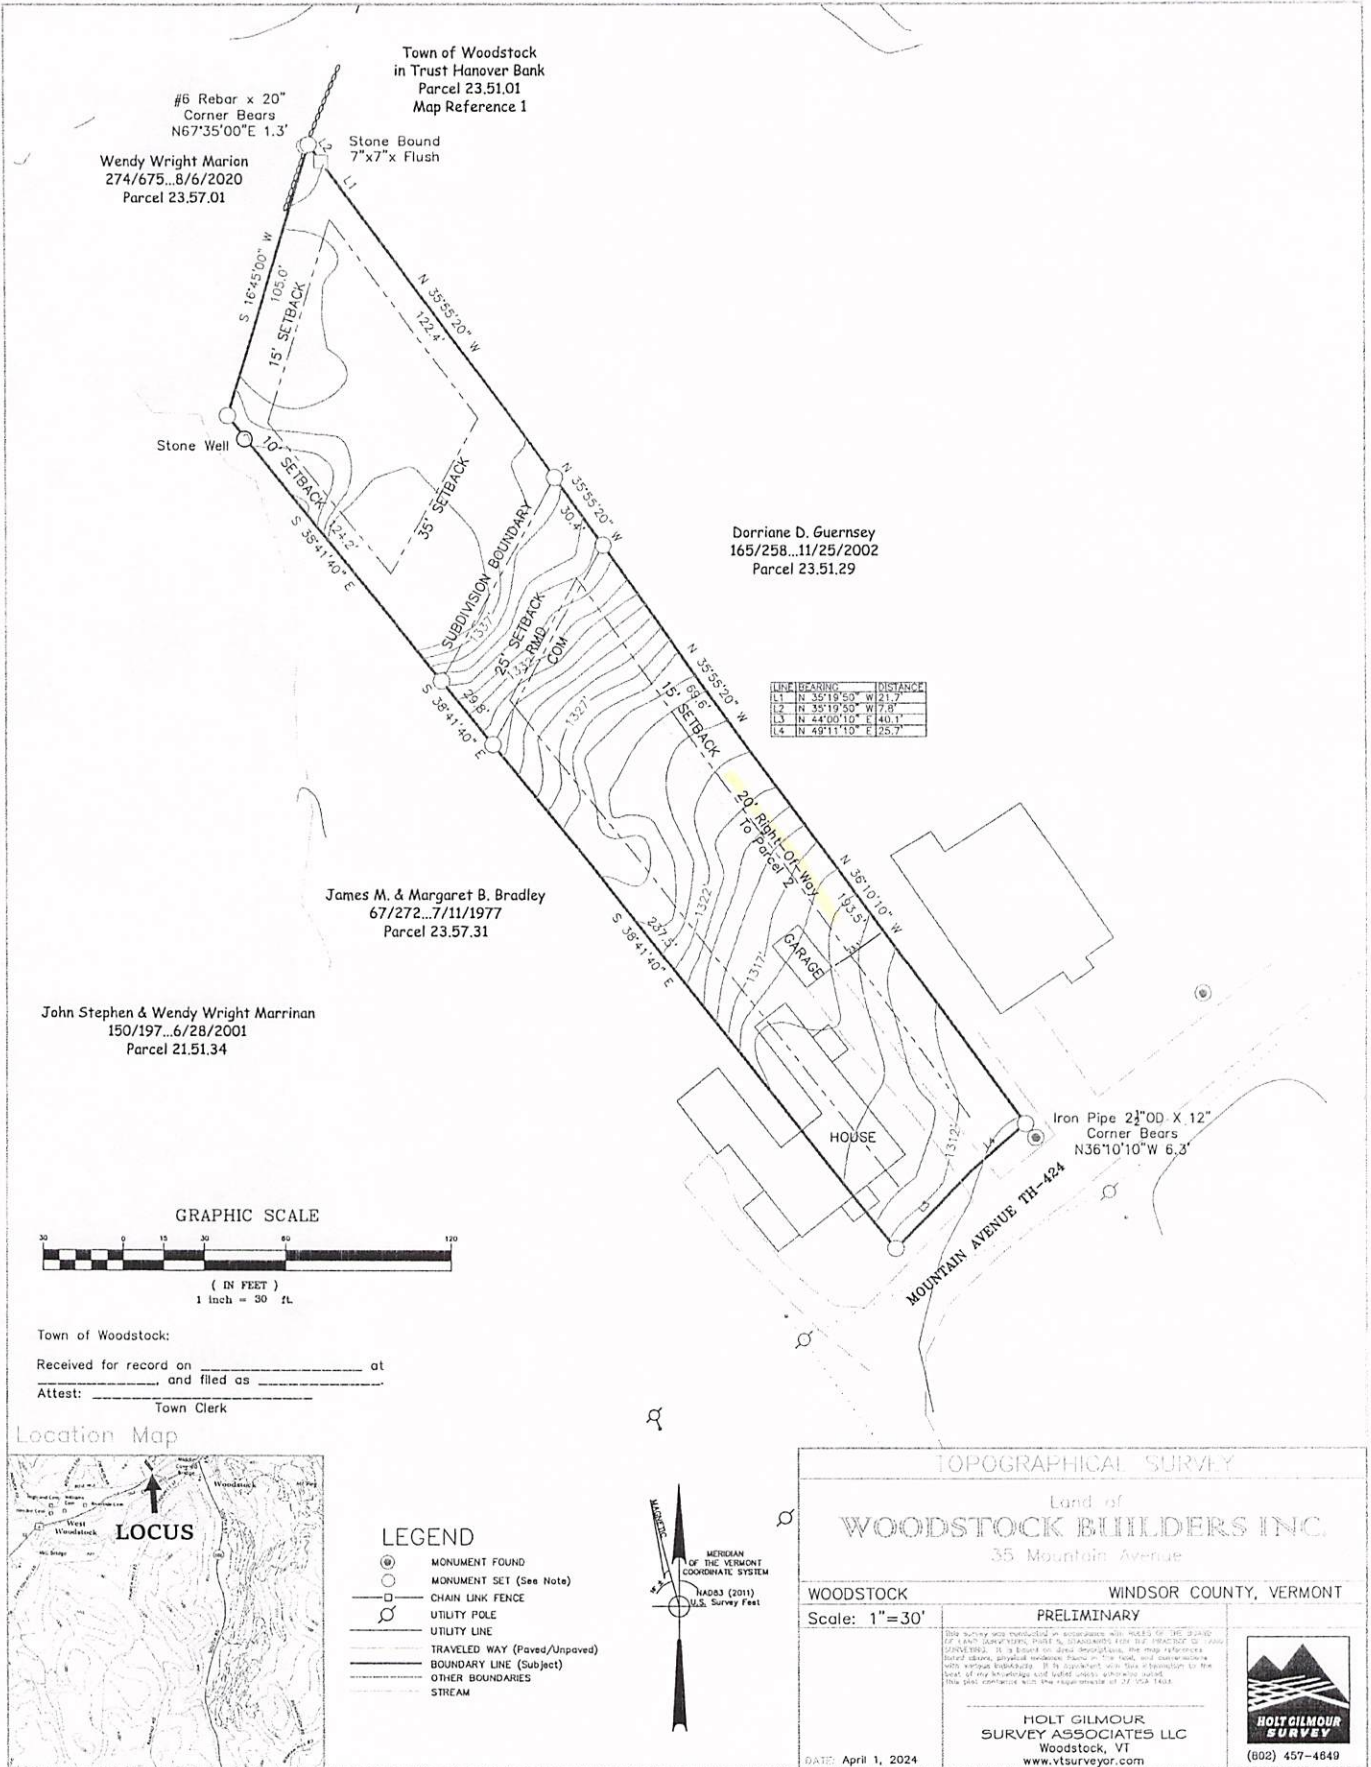 Town of Woodstock
in Trust Hanover Bank
Parcel 23.51.01
Map Reference 1
#6 Rebar x 20"
Corner Bears
N67°35'00"E 1.3'
Stone Bound
7"x7"x Flush
Wendy Wright Marion
274/675...8/6/2020
Parcel 23.57.01
L2
L1
S 16°45'00" W
105.0'
15' SETBACK
N 35°55'20" W
122.4'
Stone Well
10' SETBACK
124.2'
S 38°41'40" E
35' SETBACK
SUBDIVISION BOUNDARY
N 35°55'20" W
30.4'
Dorriane D. Guernsey
165/258...11/25/2002
Parcel 23.51.29
1337'
25' SETBACK
1332'
RMD
COM
29.8'
S 38°41'40" E
1327'
N 35°55'20" W
69.6'
15' SETBACK
LINE BEARING DISTANCE
L1 N 35°19'50" W 21.7'
L2 N 35°19'50" W 7.8'
L3 N 44°00'10" E 40.1'
L4 N 49°11'10" E 25.7'
20' Right-Of-Way
To Parcel 2
N 36°10'10" W
193.5'
James M. & Margaret B. Bradley
67/272...7/11/1977
Parcel 23.57.31
1322'
237.5'
S 38°41'40" E
1317'
GARAGE
John Stephen & Wendy Wright Marrinan
150/197...6/28/2001
Parcel 21.51.34
HOUSE
1312'
L4
L3
Iron Pipe 2½"OD X 12"
Corner Bears
N36°10'10"W 6.3'
MOUNTAIN AVENUE TH-424
GRAPHIC SCALE
30 0 15 30 60 120
( IN FEET )
1 inch = 30 ft.
Town of Woodstock:
Received for record on ____ at
____, and filed as ____.
Attest: ____
Town Clerk
Location Map
Woodstock
West
Woodstock
LOCUS
LEGEND
MONUMENT FOUND
MONUMENT SET (See Note)
CHAIN LINK FENCE
UTILITY POLE
UTILITY LINE
TRAVELED WAY (Paved/Unpaved)
BOUNDARY LINE (Subject)
OTHER BOUNDARIES
STREAM
MAGNETIC
MERIDIAN
OF THE VERMONT
COORDINATE SYSTEM
NAD83 (2011)
U.S. Survey Feet
TOPOGRAPHICAL SURVEY
Land of
WOODSTOCK BUILDERS INC.
35 Mountain Avenue
WOODSTOCK WINDSOR COUNTY, VERMONT
Scale: 1"=30'
PRELIMINARY
HOLT GILMOUR
SURVEY ASSOCIATES LLC
Woodstock, VT
www.vtsurveyor.com
DATE: April 1, 2024
HOLT GILMOUR
SURVEY
(802) 457-4649